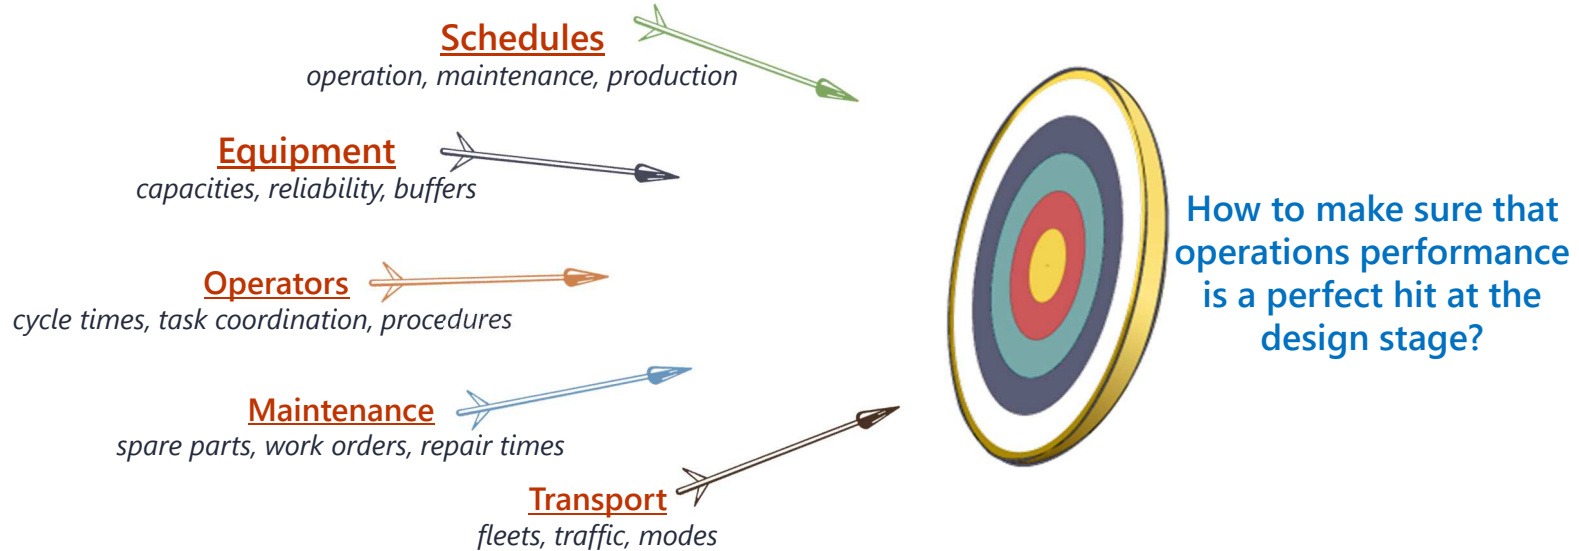 Schedules
operation, maintenance, production
Equipment
capacities, reliability, buffers
Operators
cycle times, task coordination, procedures
Maintenance
spare parts, work orders, repair times
Transport
fleets, traffic, modes
How to make sure that
operations performance
is a perfect hit at the
design stage?